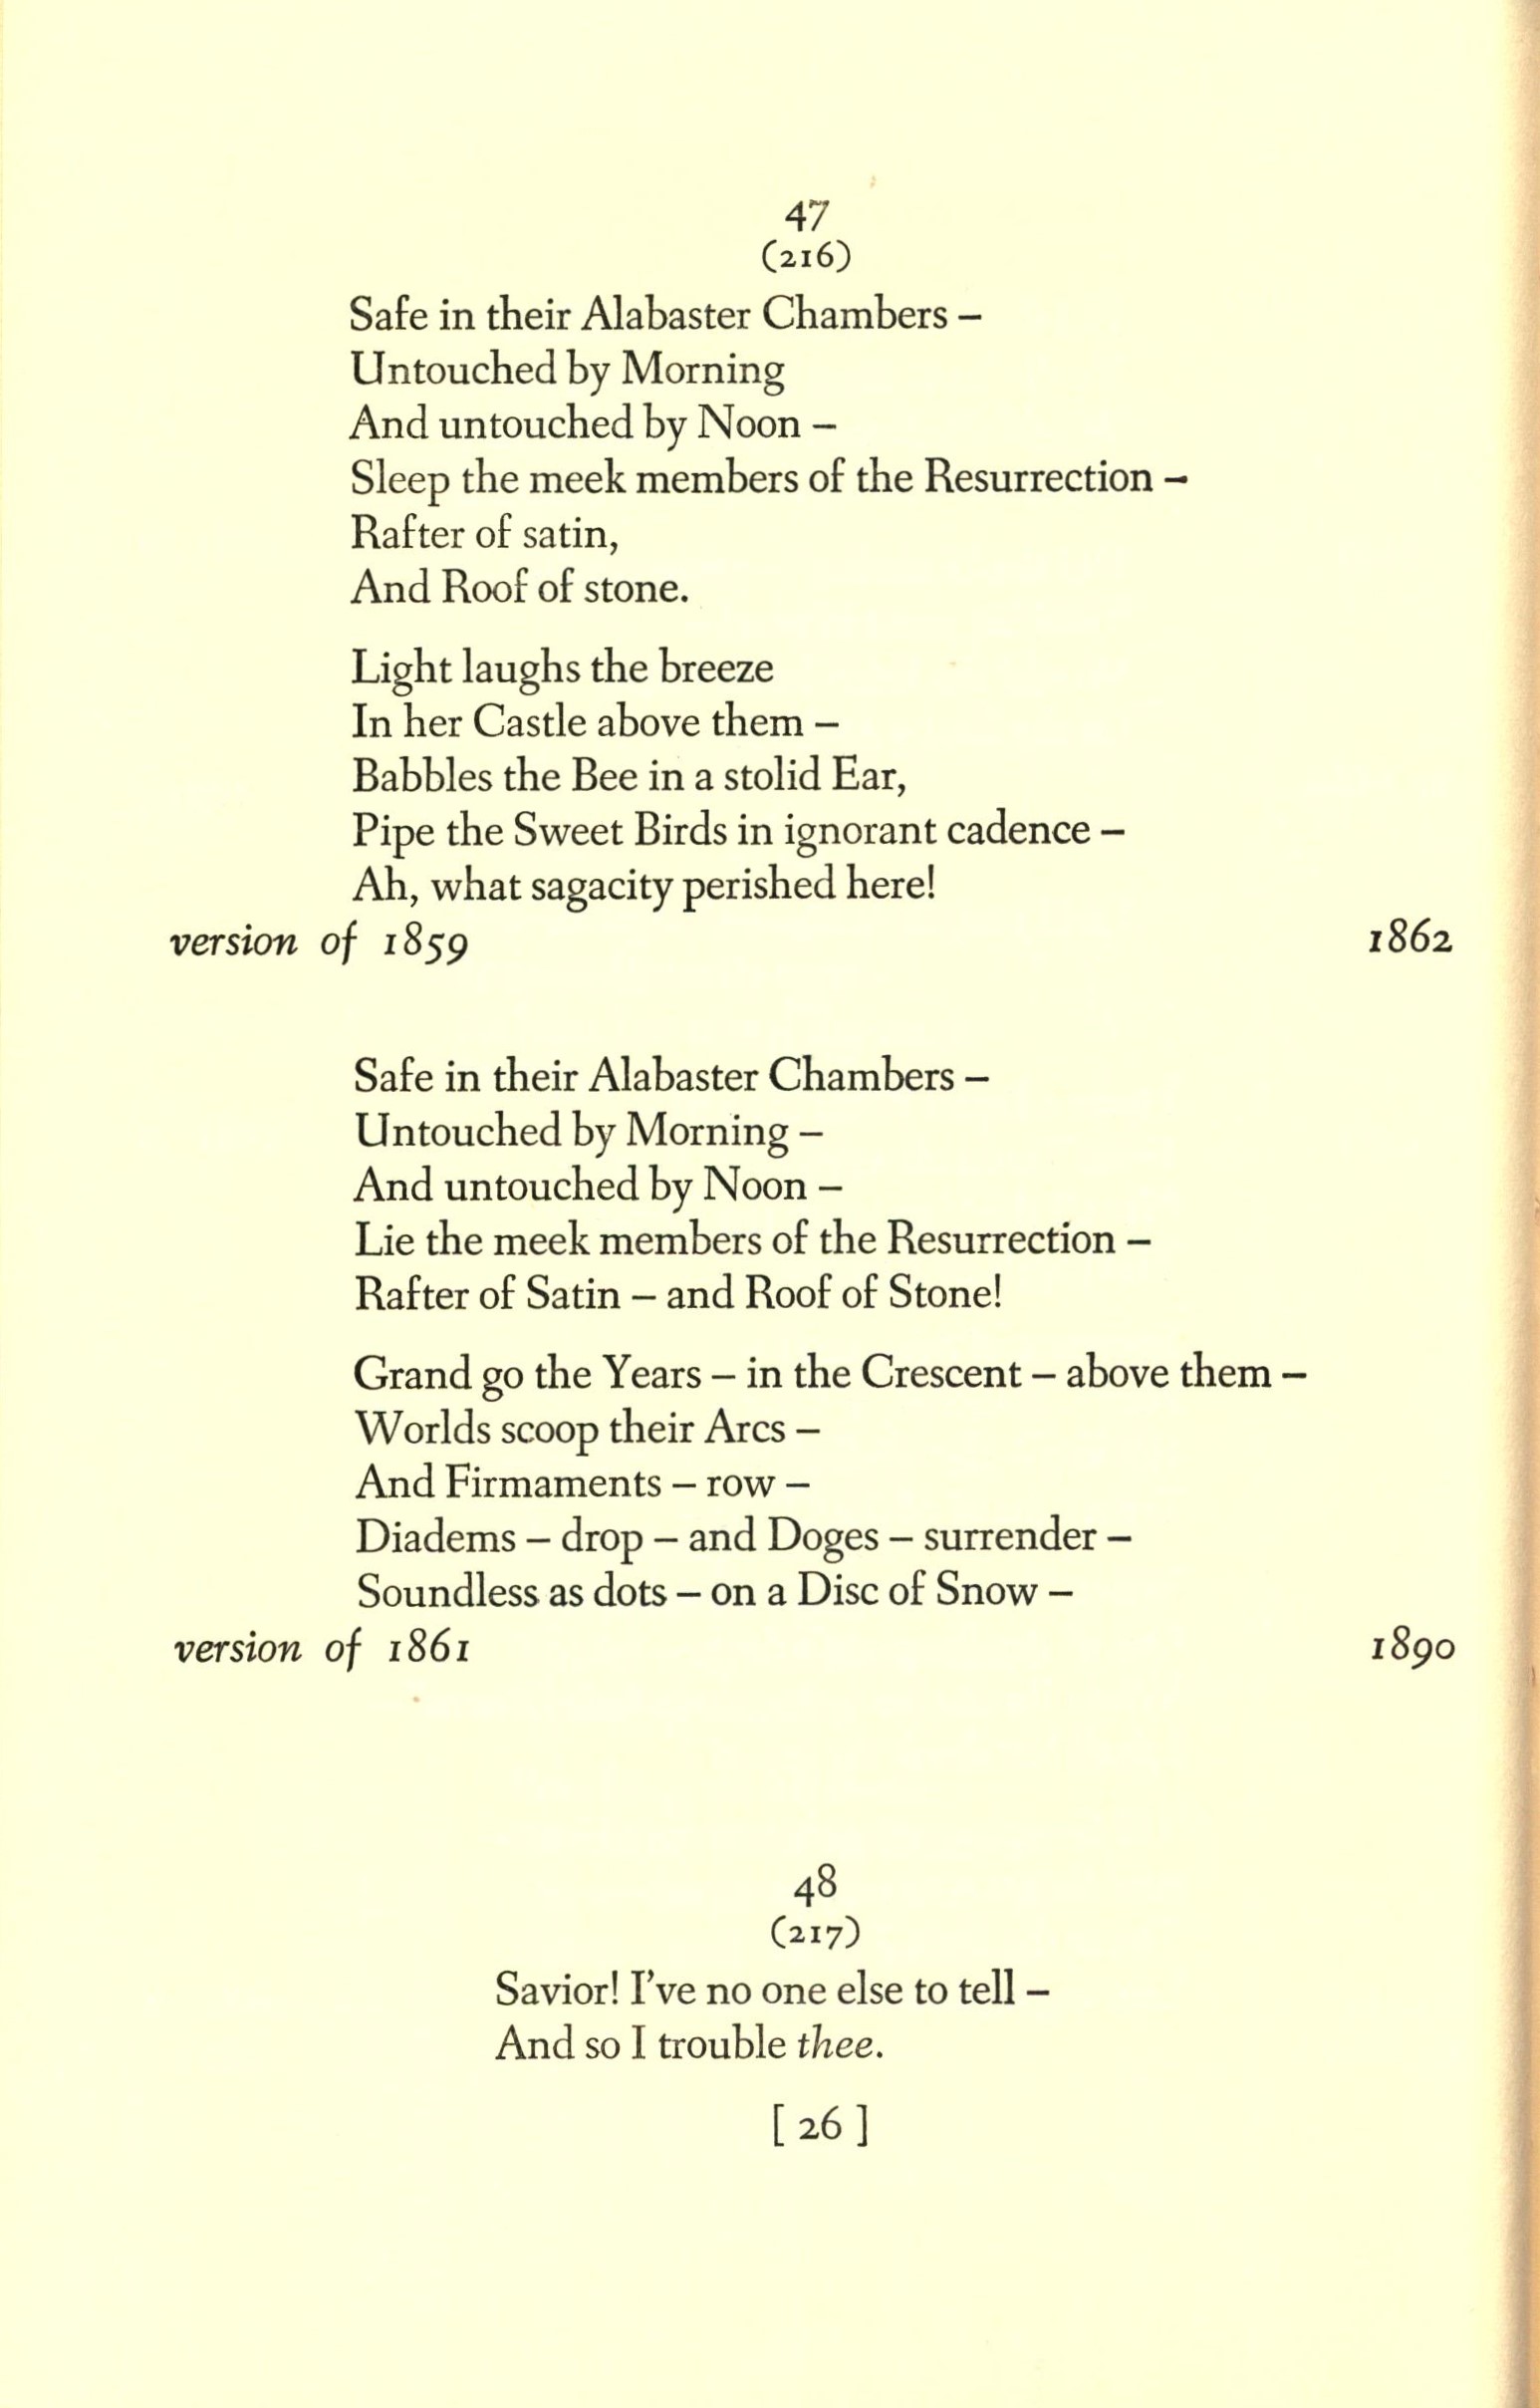 47
(216)
Safe in their Alabaster Chambers –
Untouched by Morning
And untouched by Noon –
Sleep the meek members of the Resurrection –
Rafter of satin,
And Roof of stone.
Light laughs the breeze
In her Castle above them –
Babbles the Bee in a stolid Ear,
Pipe the Sweet Birds in ignorant cadence –
Ah, what sagacity perished here!
version of 1859 1862
Safe in their Alabaster Chambers –
Untouched by Morning –
And untouched by Noon –
Lie the meek members of the Resurrection –
Rafter of Satin – and Roof of Stone!
Grand go the Years – in the Crescent – above them –
Worlds scoop their Arcs –
And Firmaments – row –
Diadems – drop – and Doges – surrender –
Soundless as dots – on a Disc of Snow –
version of 1861 1890
48
(217)
Savior! I've no one else to tell –
And so I trouble thee.
[ 26 ]